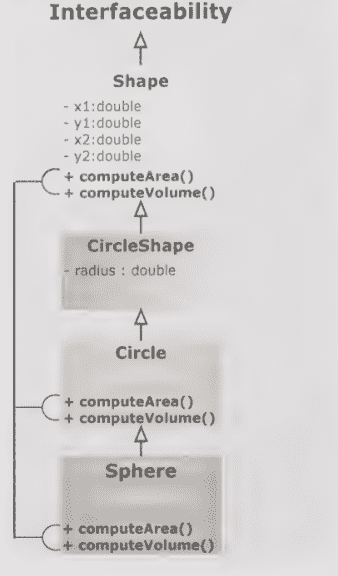 Interfaceability
Shape
- x1:double
- y1:double
- x2:double
- y2:double
+ computeArea()
+ computeVolume()
CircleShape
- radius : double
Circle
+ computeArea()
+ computeVolume()
Sphere
+ computeArea()
+ computeVolume()